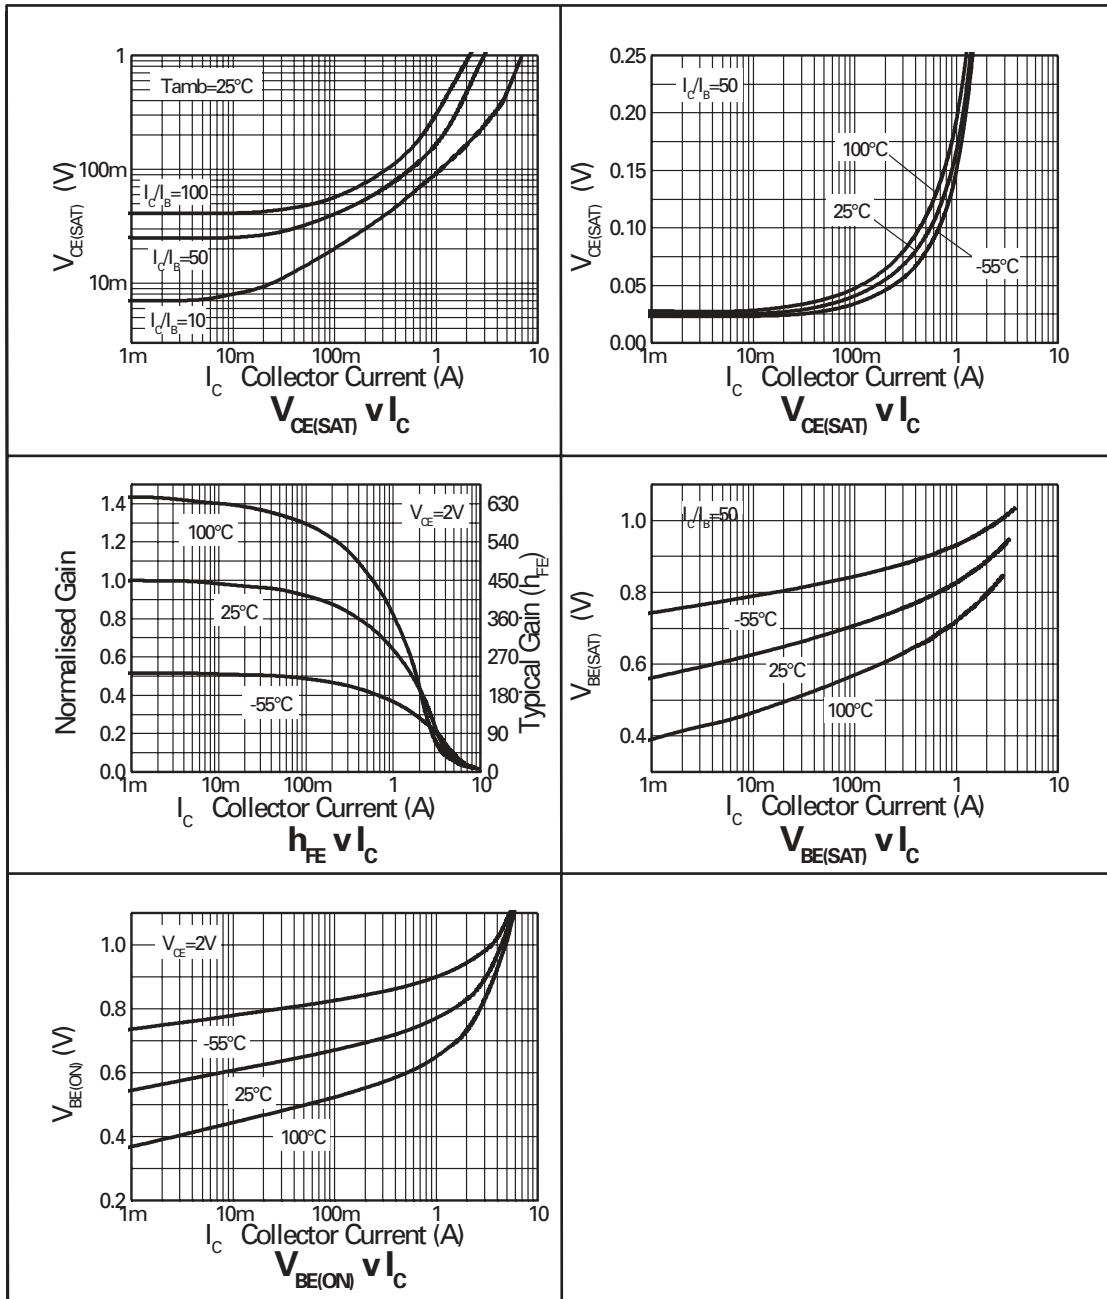 1
100m
10m
V_CE(SAT) (V)
Tamb=25°C
I_C/I_B=100
I_C/I_B=50
I_C/I_B=10
1m 10m 100m 1 10
I_C Collector Current (A)
V_CE(SAT) v I_C
0.25
0.20
0.15
0.10
0.05
0.00
V_CE(SAT) (V)
I_C/I_B=50
100°C
25°C
-55°C
1m 10m 100m 1 10
I_C Collector Current (A)
V_CE(SAT) v I_C
1.4
1.2
1.0
0.8
0.6
0.4
0.2
0.0
Normalised Gain
V_CE=2V
100°C
25°C
-55°C
630
540
450
360
270
180
90
0
Typical Gain (h_FE)
1m 10m 100m 1 10
I_C Collector Current (A)
h_FE v I_C
1.0
0.8
0.6
0.4
V_BE(SAT) (V)
I_C/I_B=50
-55°C
25°C
100°C
1m 10m 100m 1 10
I_C Collector Current (A)
V_BE(SAT) v I_C
1.0
0.8
0.6
0.4
0.2
V_BE(ON) (V)
V_CE=2V
-55°C
25°C
100°C
1m 10m 100m 1 10
I_C Collector Current (A)
V_BE(ON) v I_C